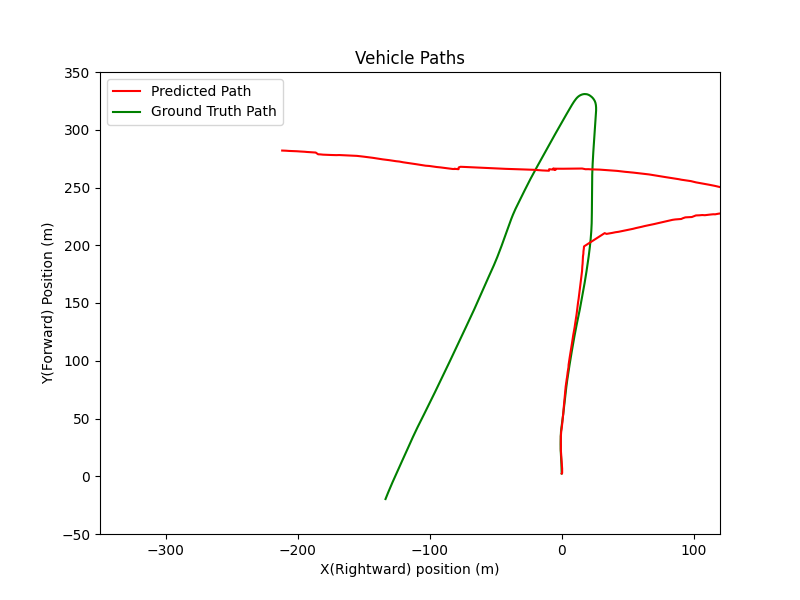 Vehicle Paths
Predicted Path
Ground Truth Path
350
300
250
200
150
100
50
0
−50
Y(Forward) Position (m)
−300
−200
−100
0
100
X(Rightward) position (m)